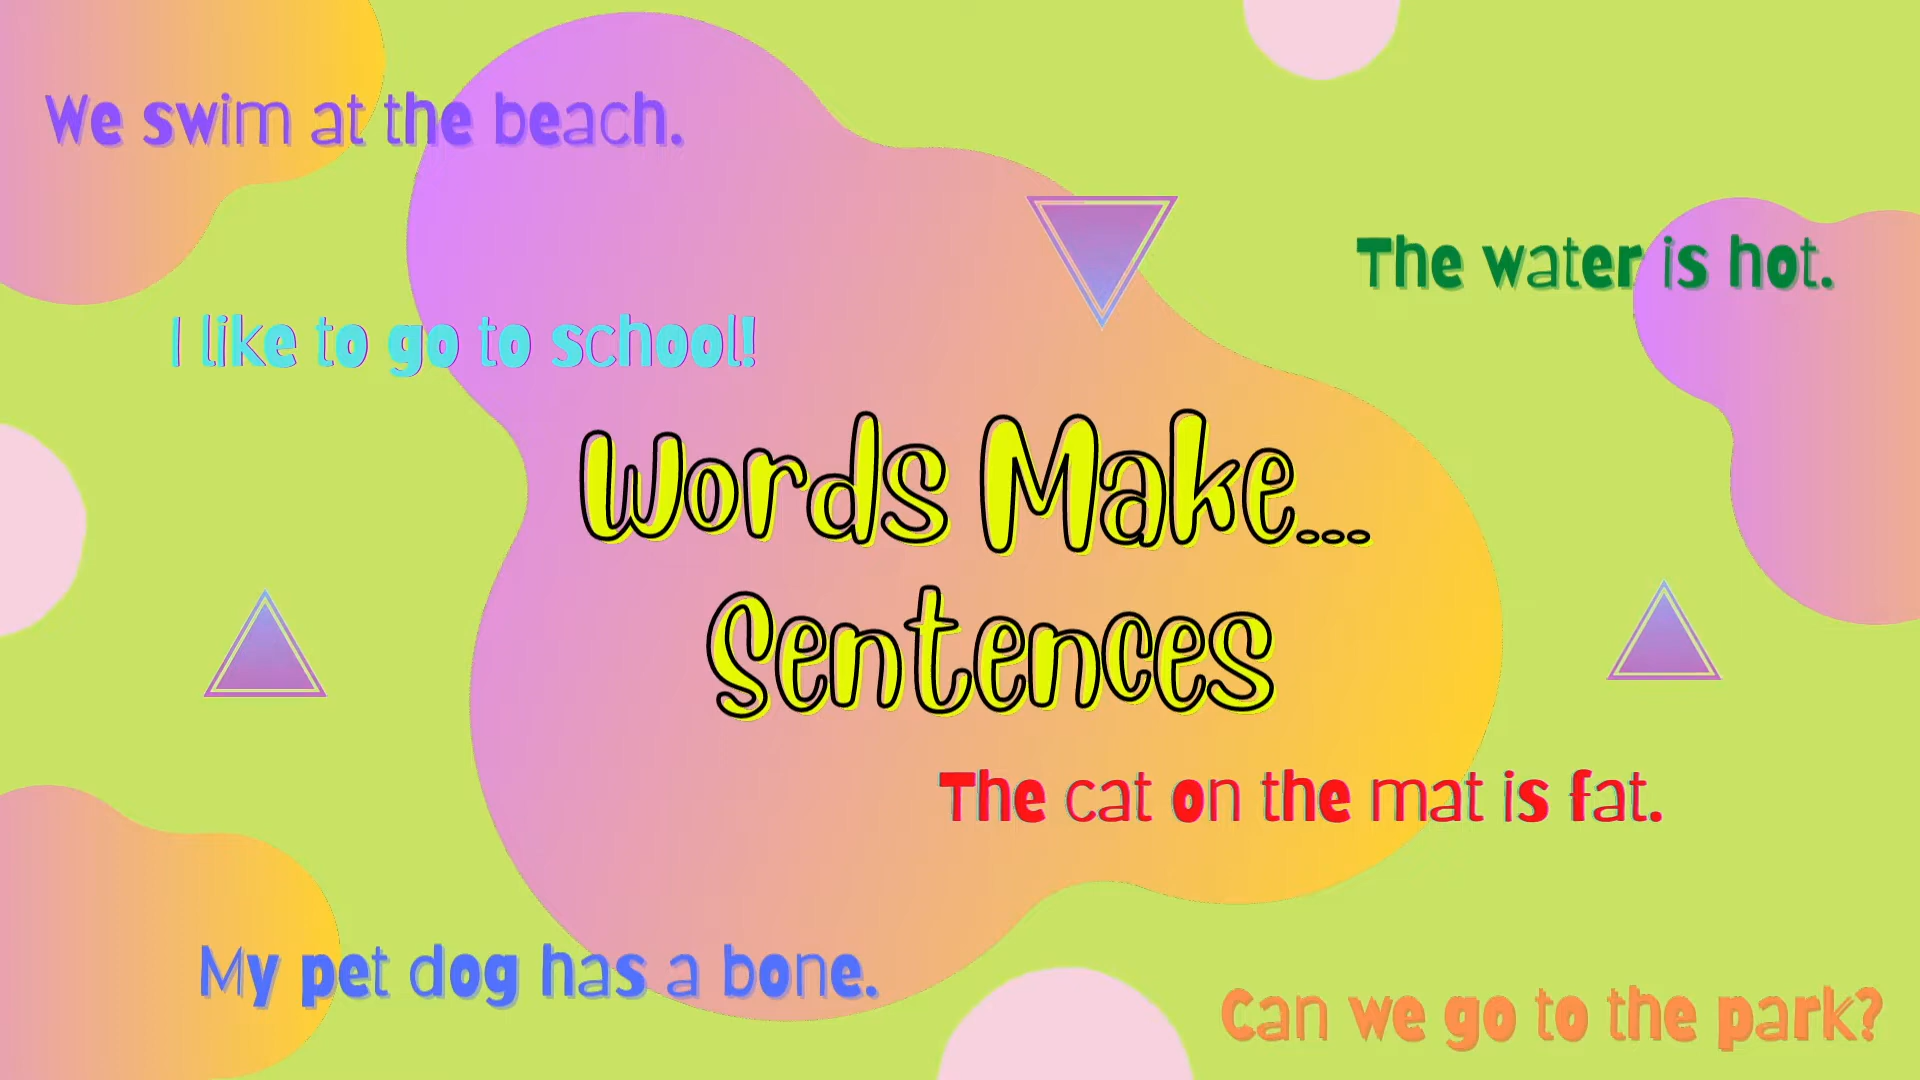 We swim at the beach.
The water is hot.
I like to go to school!
Words Make...
Sentences
The cat on the mat is fat.
My pet dog has a bone.
Can we go to the park?